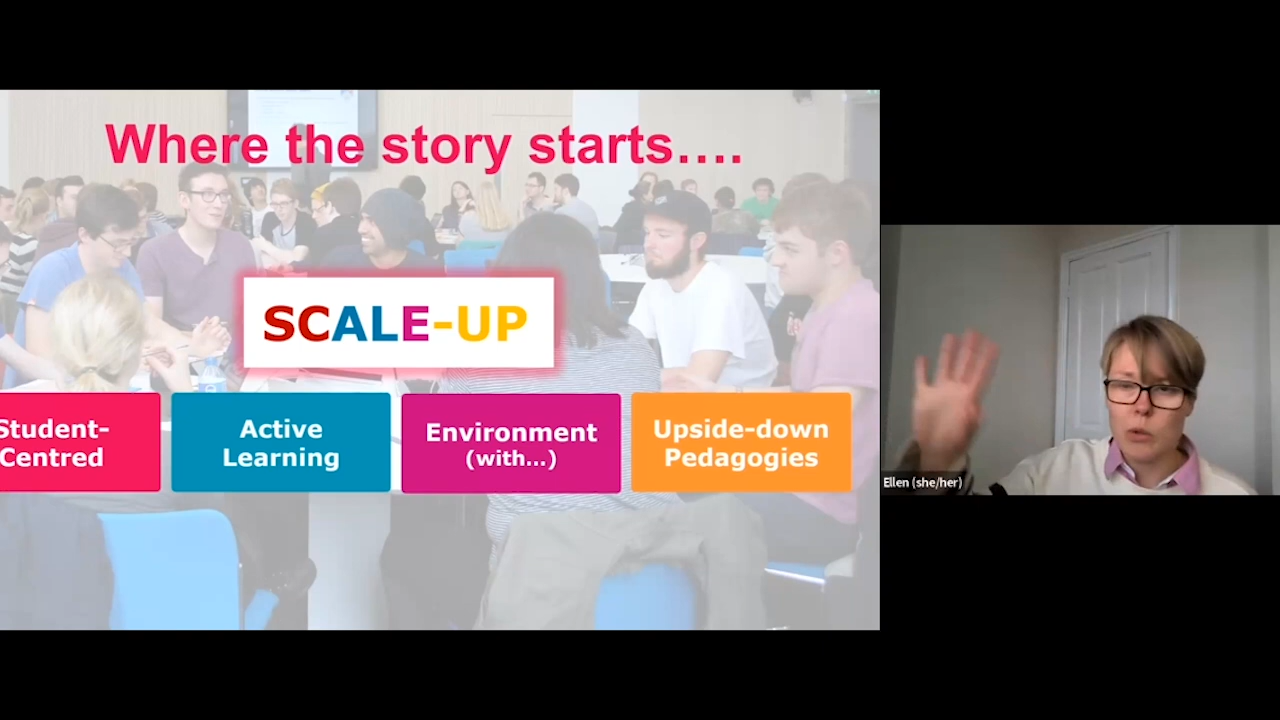 Where the story starts....
SCALE-UP
Student-
Centred
Active
Learning
Environment
(with...)
Upside-down
Pedagogies
Ellen (she/her)